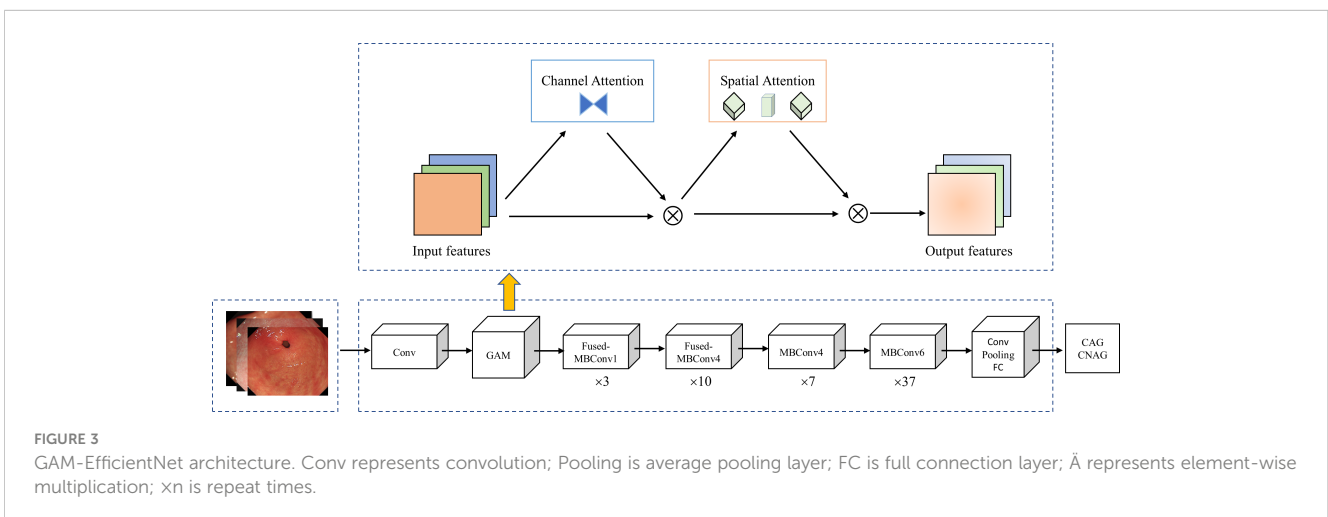 Channel Attention
Spatial Attention
Input features
Output features
Conv
GAM
Fused-
MBConv1
×3
Fused-
MBConv4
×10
MBConv4
×7
MBConv6
×37
Conv
Pooling
FC
CAG
CNAG
FIGURE 3
GAM-EfficientNet architecture. Conv represents convolution; Pooling is average pooling layer; FC is full connection layer; Ä represents element-wise
multiplication; ×n is repeat times.